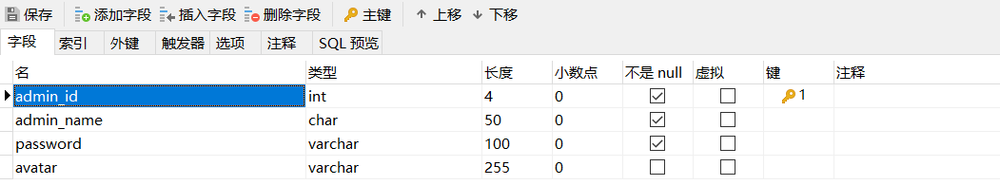 保存 添加字段 插入字段 删除字段 主键 ↑ 上移 ↓ 下移
字段 索引 外键 触发器 选项 注释 SQL 预览
名 类型 长度 小数点 不是 null 虚拟 键 注释
admin_id int 4 0 1
admin_name char 50 0
password varchar 100 0
avatar varchar 255 0